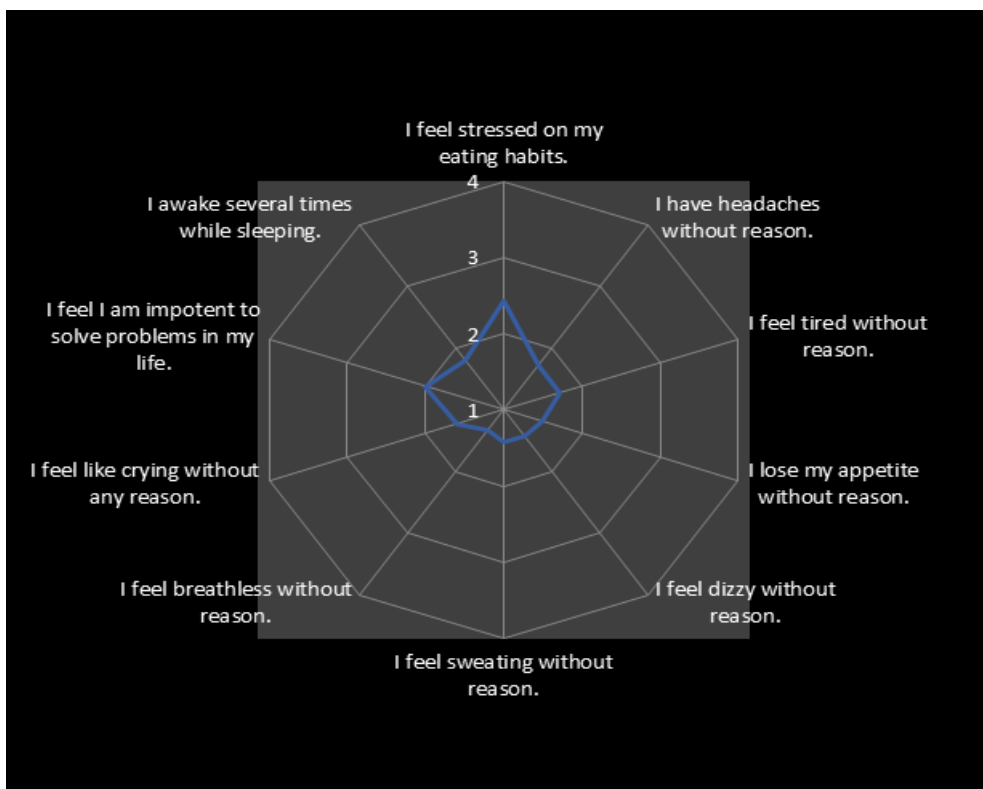 I feel stressed on my
eating habits.
4
3
2
1
I have headaches
without reason.
I feel tired without
reason.
I lose my appetite
without reason.
I feel dizzy without
reason.
I feel sweating without
reason.
I feel breathless without
reason.
I feel like crying without
any reason.
I feel I am impotent to
solve problems in my
life.
I awake several times
while sleeping.